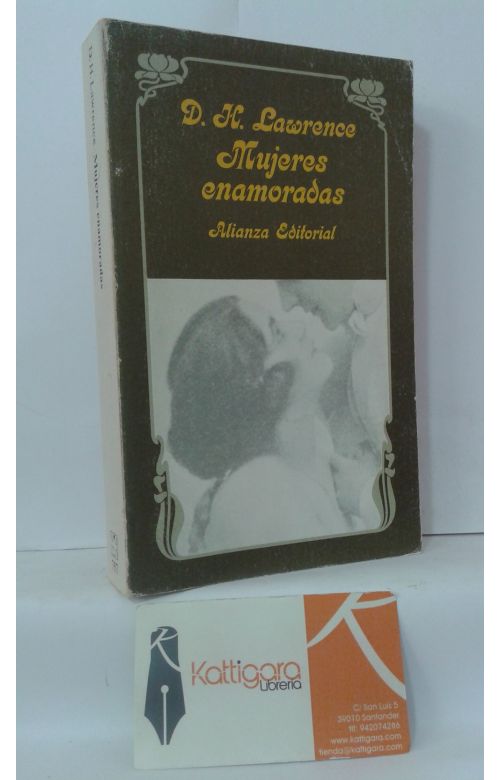 D. H. Lawrence
Mujeres
enamoradas
Alianza Editorial
D. H. Lawrence Mujeres enamoradas
Kattigara
Librería
C/ San Luis 5
39010 Santander
tlf: 942074286
www.kattigara.com
tienda@kattigara.com